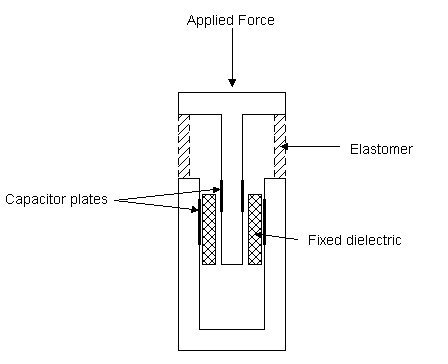 Applied Force
Elastomer
Capacitor plates
Fixed dielectric